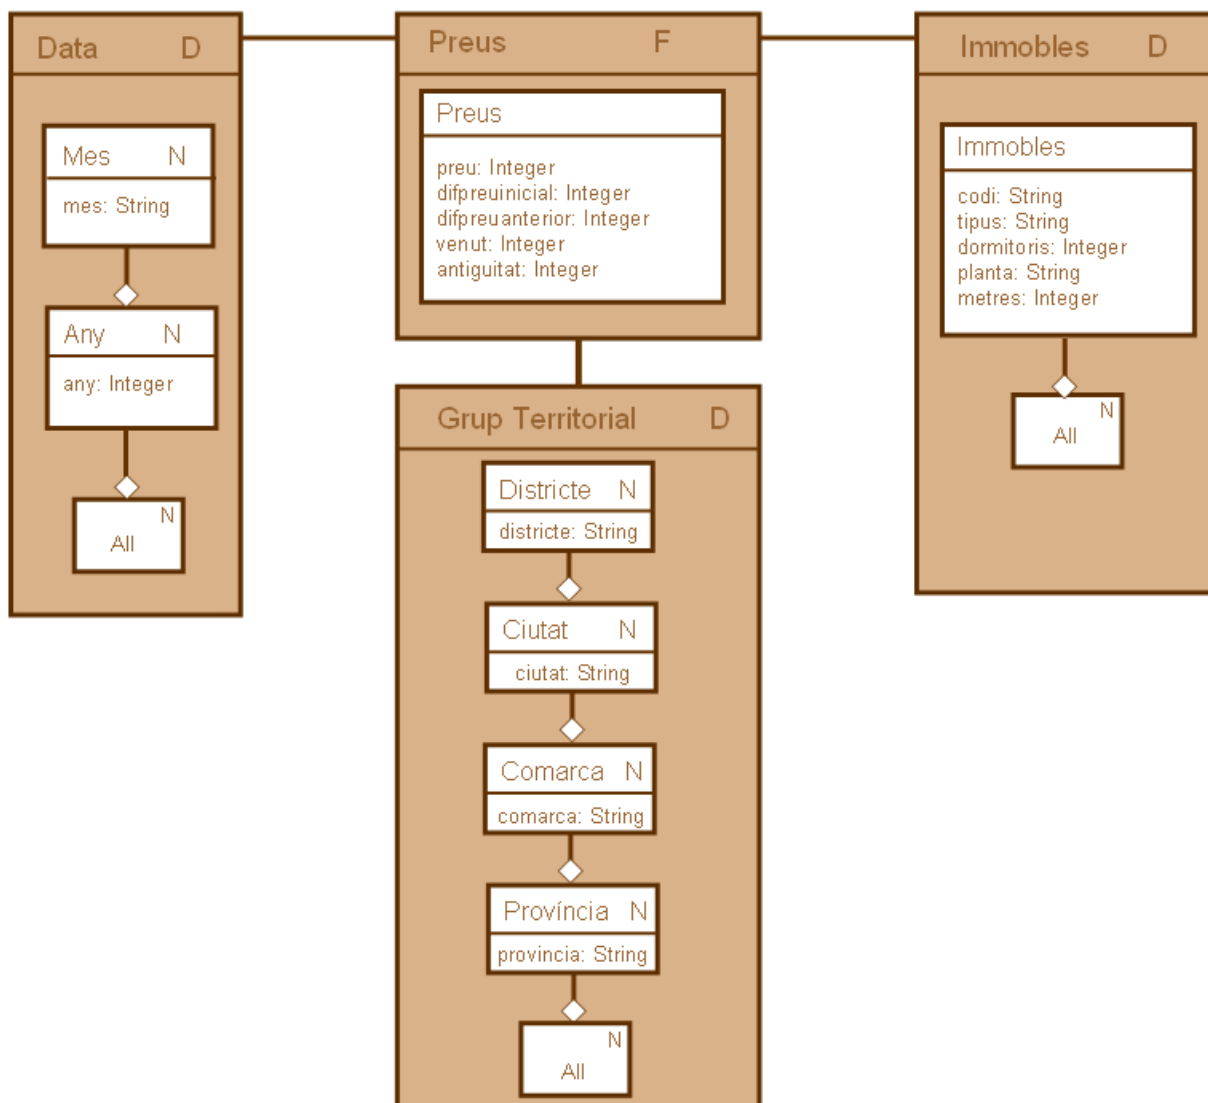 Data D
Mes N
mes: String
Any N
any: Integer
N
All
Preus F
Preus
preu: Integer
difpreuinicial: Integer
difpreuanterior: Integer
venut: Integer
antiguitat: Integer
Immobles D
Immobles
codi: String
tipus: String
dormitoris: Integer
planta: String
metres: Integer
N
All
Grup Territorial D
Districte N
districte: String
Ciutat N
ciutat: String
Comarca N
comarca: String
Província N
provincia: String
N
All